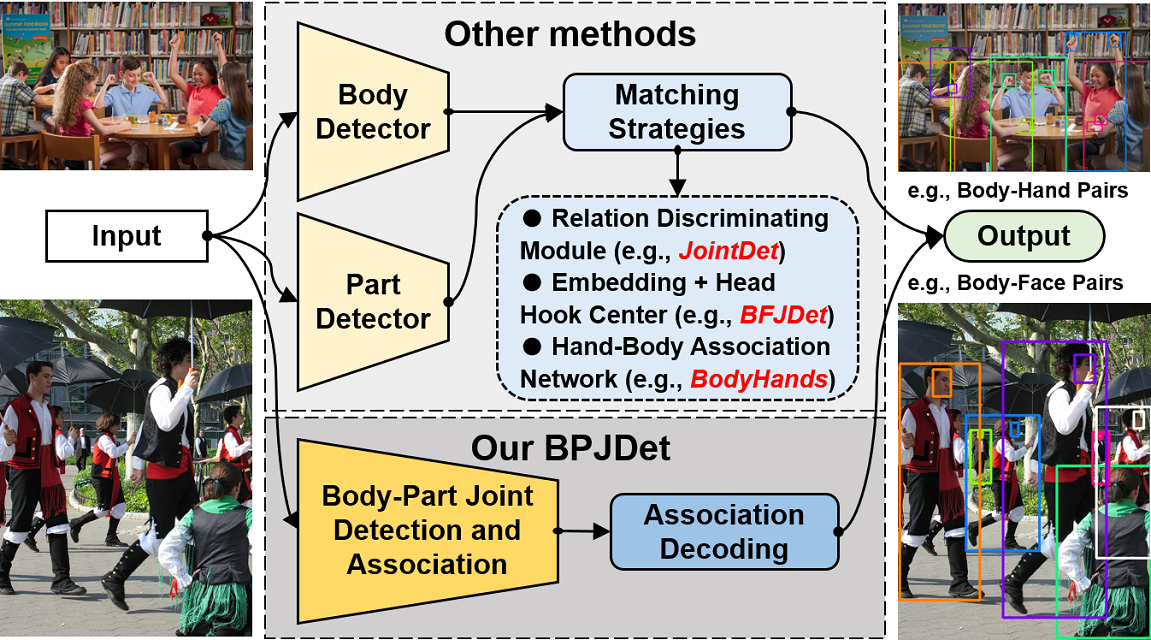 Other methods
Body
Detector
Matching
Strategies
Input
Part
Detector
● Relation Discriminating
Module (e.g., JointDet)
● Embedding + Head
Hook Center (e.g., BFJDet)
● Hand-Body Association
Network (e.g., BodyHands)
e.g., Body-Hand Pairs
Output
e.g., Body-Face Pairs
Our BPJDet
Body-Part Joint
Detection and
Association
Association
Decoding